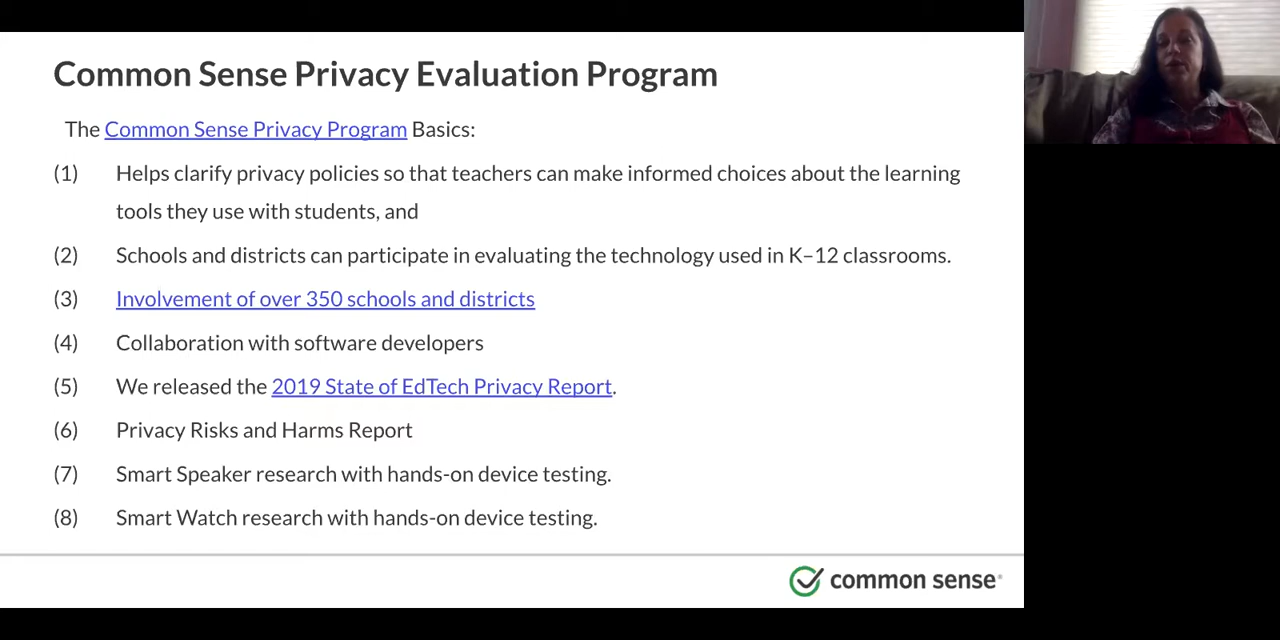 Common Sense Privacy Evaluation Program
The Common Sense Privacy Program Basics:
(1) Helps clarify privacy policies so that teachers can make informed choices about the learning
tools they use with students, and
(2) Schools and districts can participate in evaluating the technology used in K–12 classrooms.
(3) Involvement of over 350 schools and districts
(4) Collaboration with software developers
(5) We released the 2019 State of EdTech Privacy Report.
(6) Privacy Risks and Harms Report
(7) Smart Speaker research with hands-on device testing.
(8) Smart Watch research with hands-on device testing.
common sense®